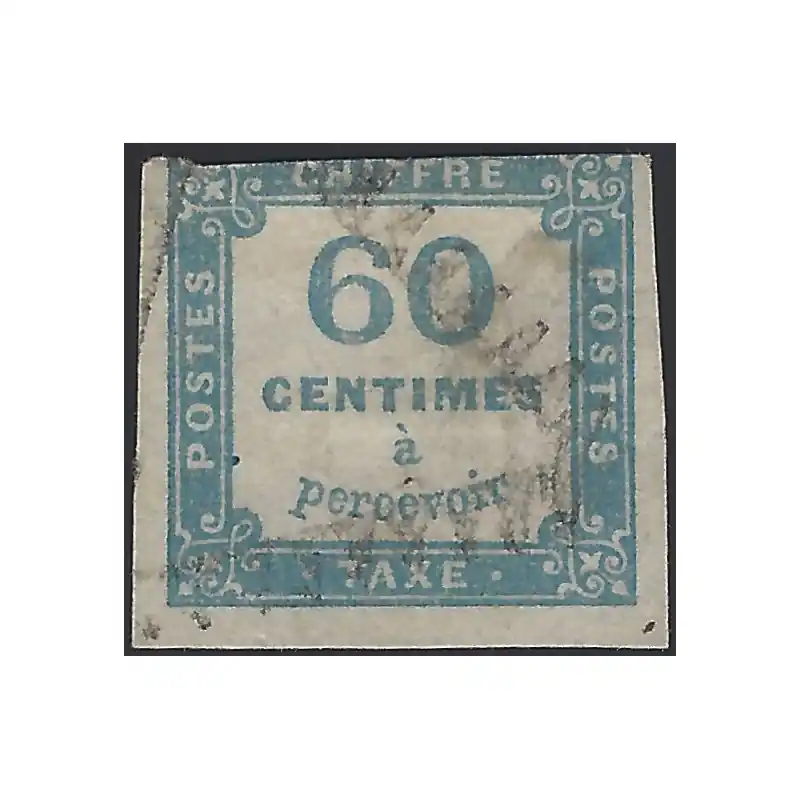 CHIFFRE
POSTES
60
CENTIMES
à
percevoir
POSTES
· TAXE ·